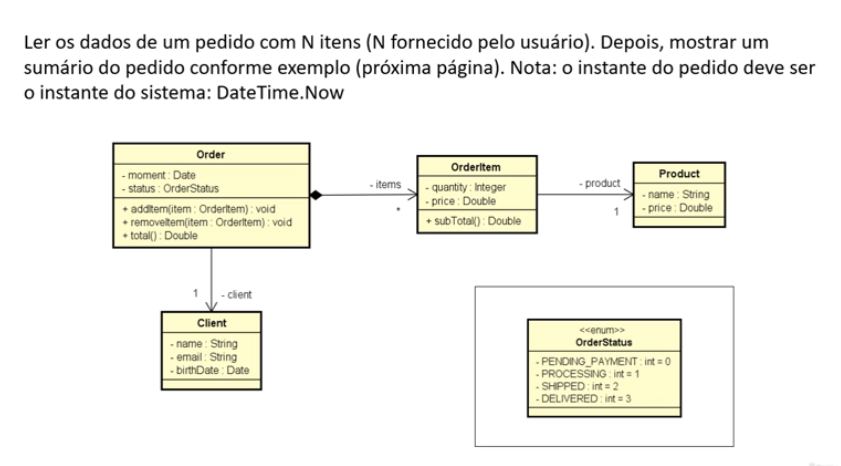 Ler os dados de um pedido com N itens (N fornecido pelo usuário). Depois, mostrar um
sumário do pedido conforme exemplo (próxima página). Nota: o instante do pedido deve ser
o instante do sistema: DateTime.Now
Order
- moment : Date
- status : OrderStatus
+ addItem(item : OrderItem) : void
+ removeItem(item : OrderItem) : void
+ total() : Double
- items
*
OrderItem
- quantity : Integer
- price : Double
+ subTotal() : Double
- product
1
Product
- name : String
- price : Double
1
- client
Client
- name : String
- email : String
- birthDate : Date
<<enum>>
OrderStatus
- PENDING_PAYMENT : int = 0
- PROCESSING : int = 1
- SHIPPED : int = 2
- DELIVERED : int = 3